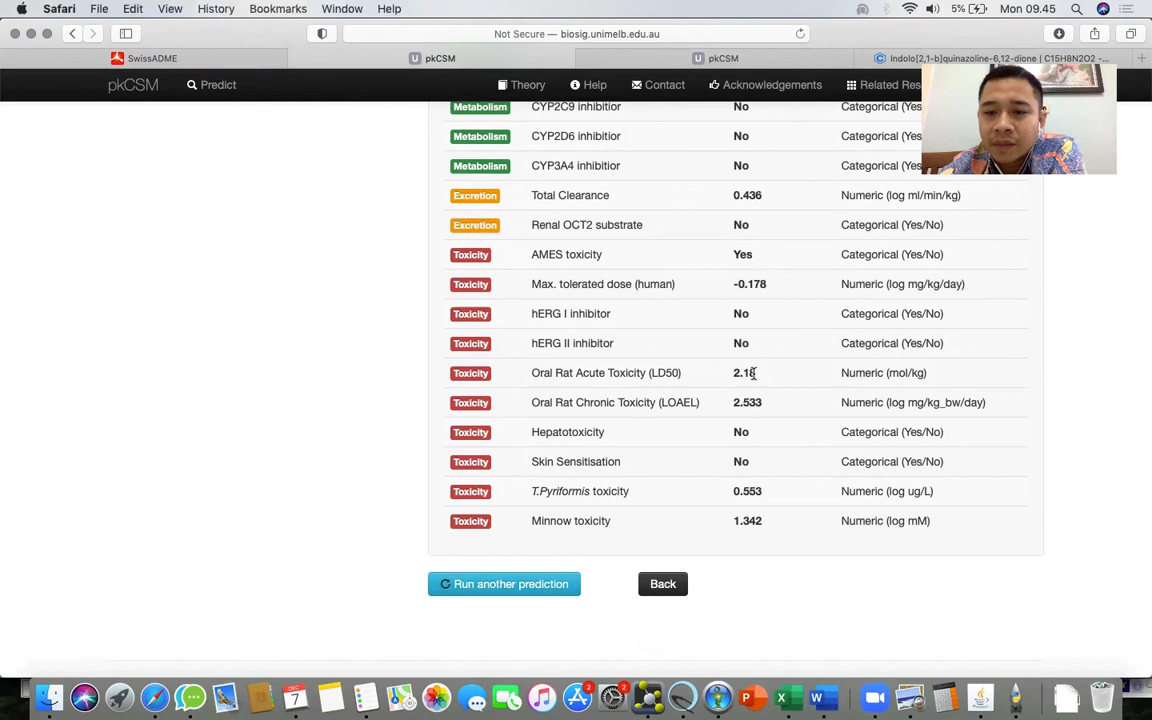 Safari File Edit View History Bookmarks Window Help 5% Mon 09.45
Not Secure — biosig.unimelb.edu.au
SwissADME pkCSM pkCSM Indolo[2,1-b]quinazoline-6,12-dione | C15H8N2O2 -...
pkCSM Predict Theory Help Contact Acknowledgements Related Res
Metabolism CYP2C9 inhibitior No Categorical (Yes
Metabolism CYP2D6 inhibitior No Categorical (Yes
Metabolism CYP3A4 inhibitior No Categorical (Yes
Excretion Total Clearance 0.436 Numeric (log ml/min/kg)
Excretion Renal OCT2 substrate No Categorical (Yes/No)
Toxicity AMES toxicity Yes Categorical (Yes/No)
Toxicity Max. tolerated dose (human) -0.178 Numeric (log mg/kg/day)
Toxicity hERG I inhibitor No Categorical (Yes/No)
Toxicity hERG II inhibitor No Categorical (Yes/No)
Toxicity Oral Rat Acute Toxicity (LD50) Numeric (mol/kg)
Toxicity Oral Rat Chronic Toxicity (LOAEL) 2.533 Numeric (log mg/kg_bw/day)
Toxicity Hepatotoxicity No Categorical (Yes/No)
Toxicity Skin Sensitisation No Categorical (Yes/No)
Toxicity T.Pyriformis toxicity 0.553 Numeric (log ug/L)
Toxicity Minnow toxicity 1.342 Numeric (log mM)
Run another prediction Back
DEC
7
2 2